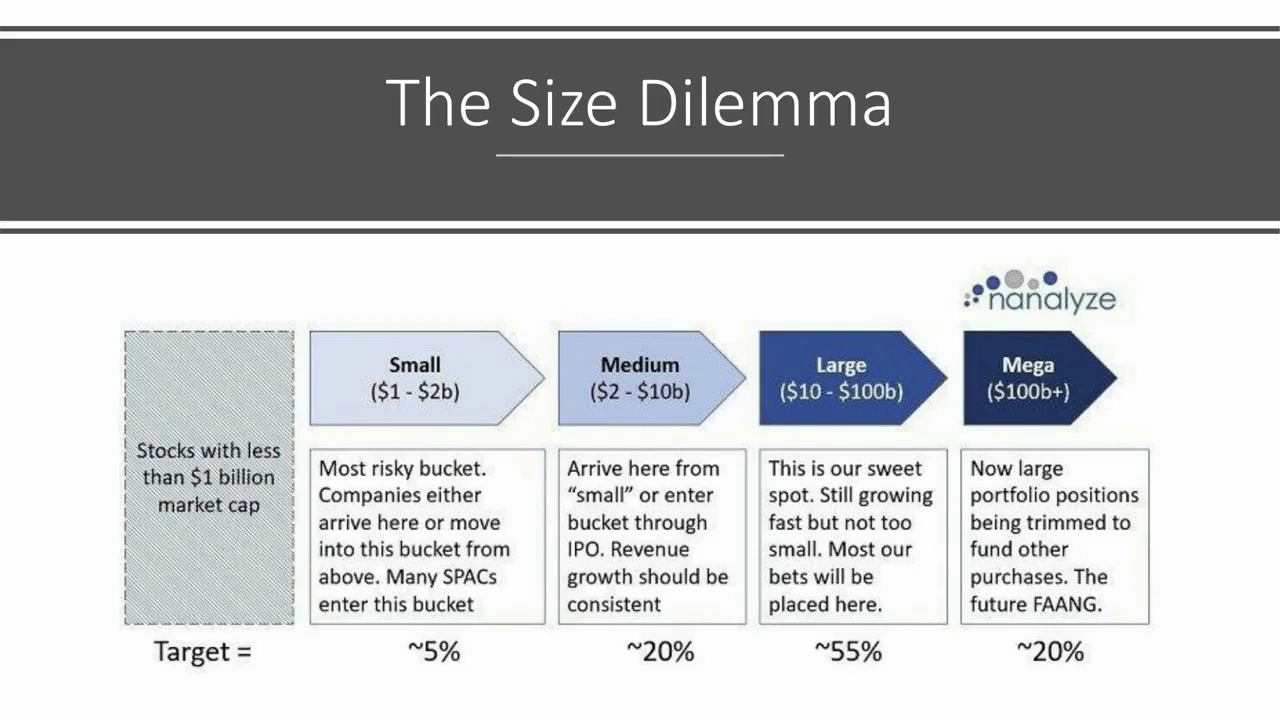 The Size Dilemma
nanalyze
Stocks with less
than $1 billion
market cap
Small
($1 - $2b)
Medium
($2 - $10b)
Large
($10 - $100b)
Mega
($100b+)
Most risky bucket.
Companies either
arrive here or move
into this bucket from
above. Many SPACs
enter this bucket
Arrive here from
“small” or enter
bucket through
IPO. Revenue
growth should be
consistent
This is our sweet
spot. Still growing
fast but not too
small. Most our
bets will be
placed here.
Now large
portfolio positions
being trimmed to
fund other
purchases. The
future FAANG.
Target = ~5% ~20% ~55% ~20%